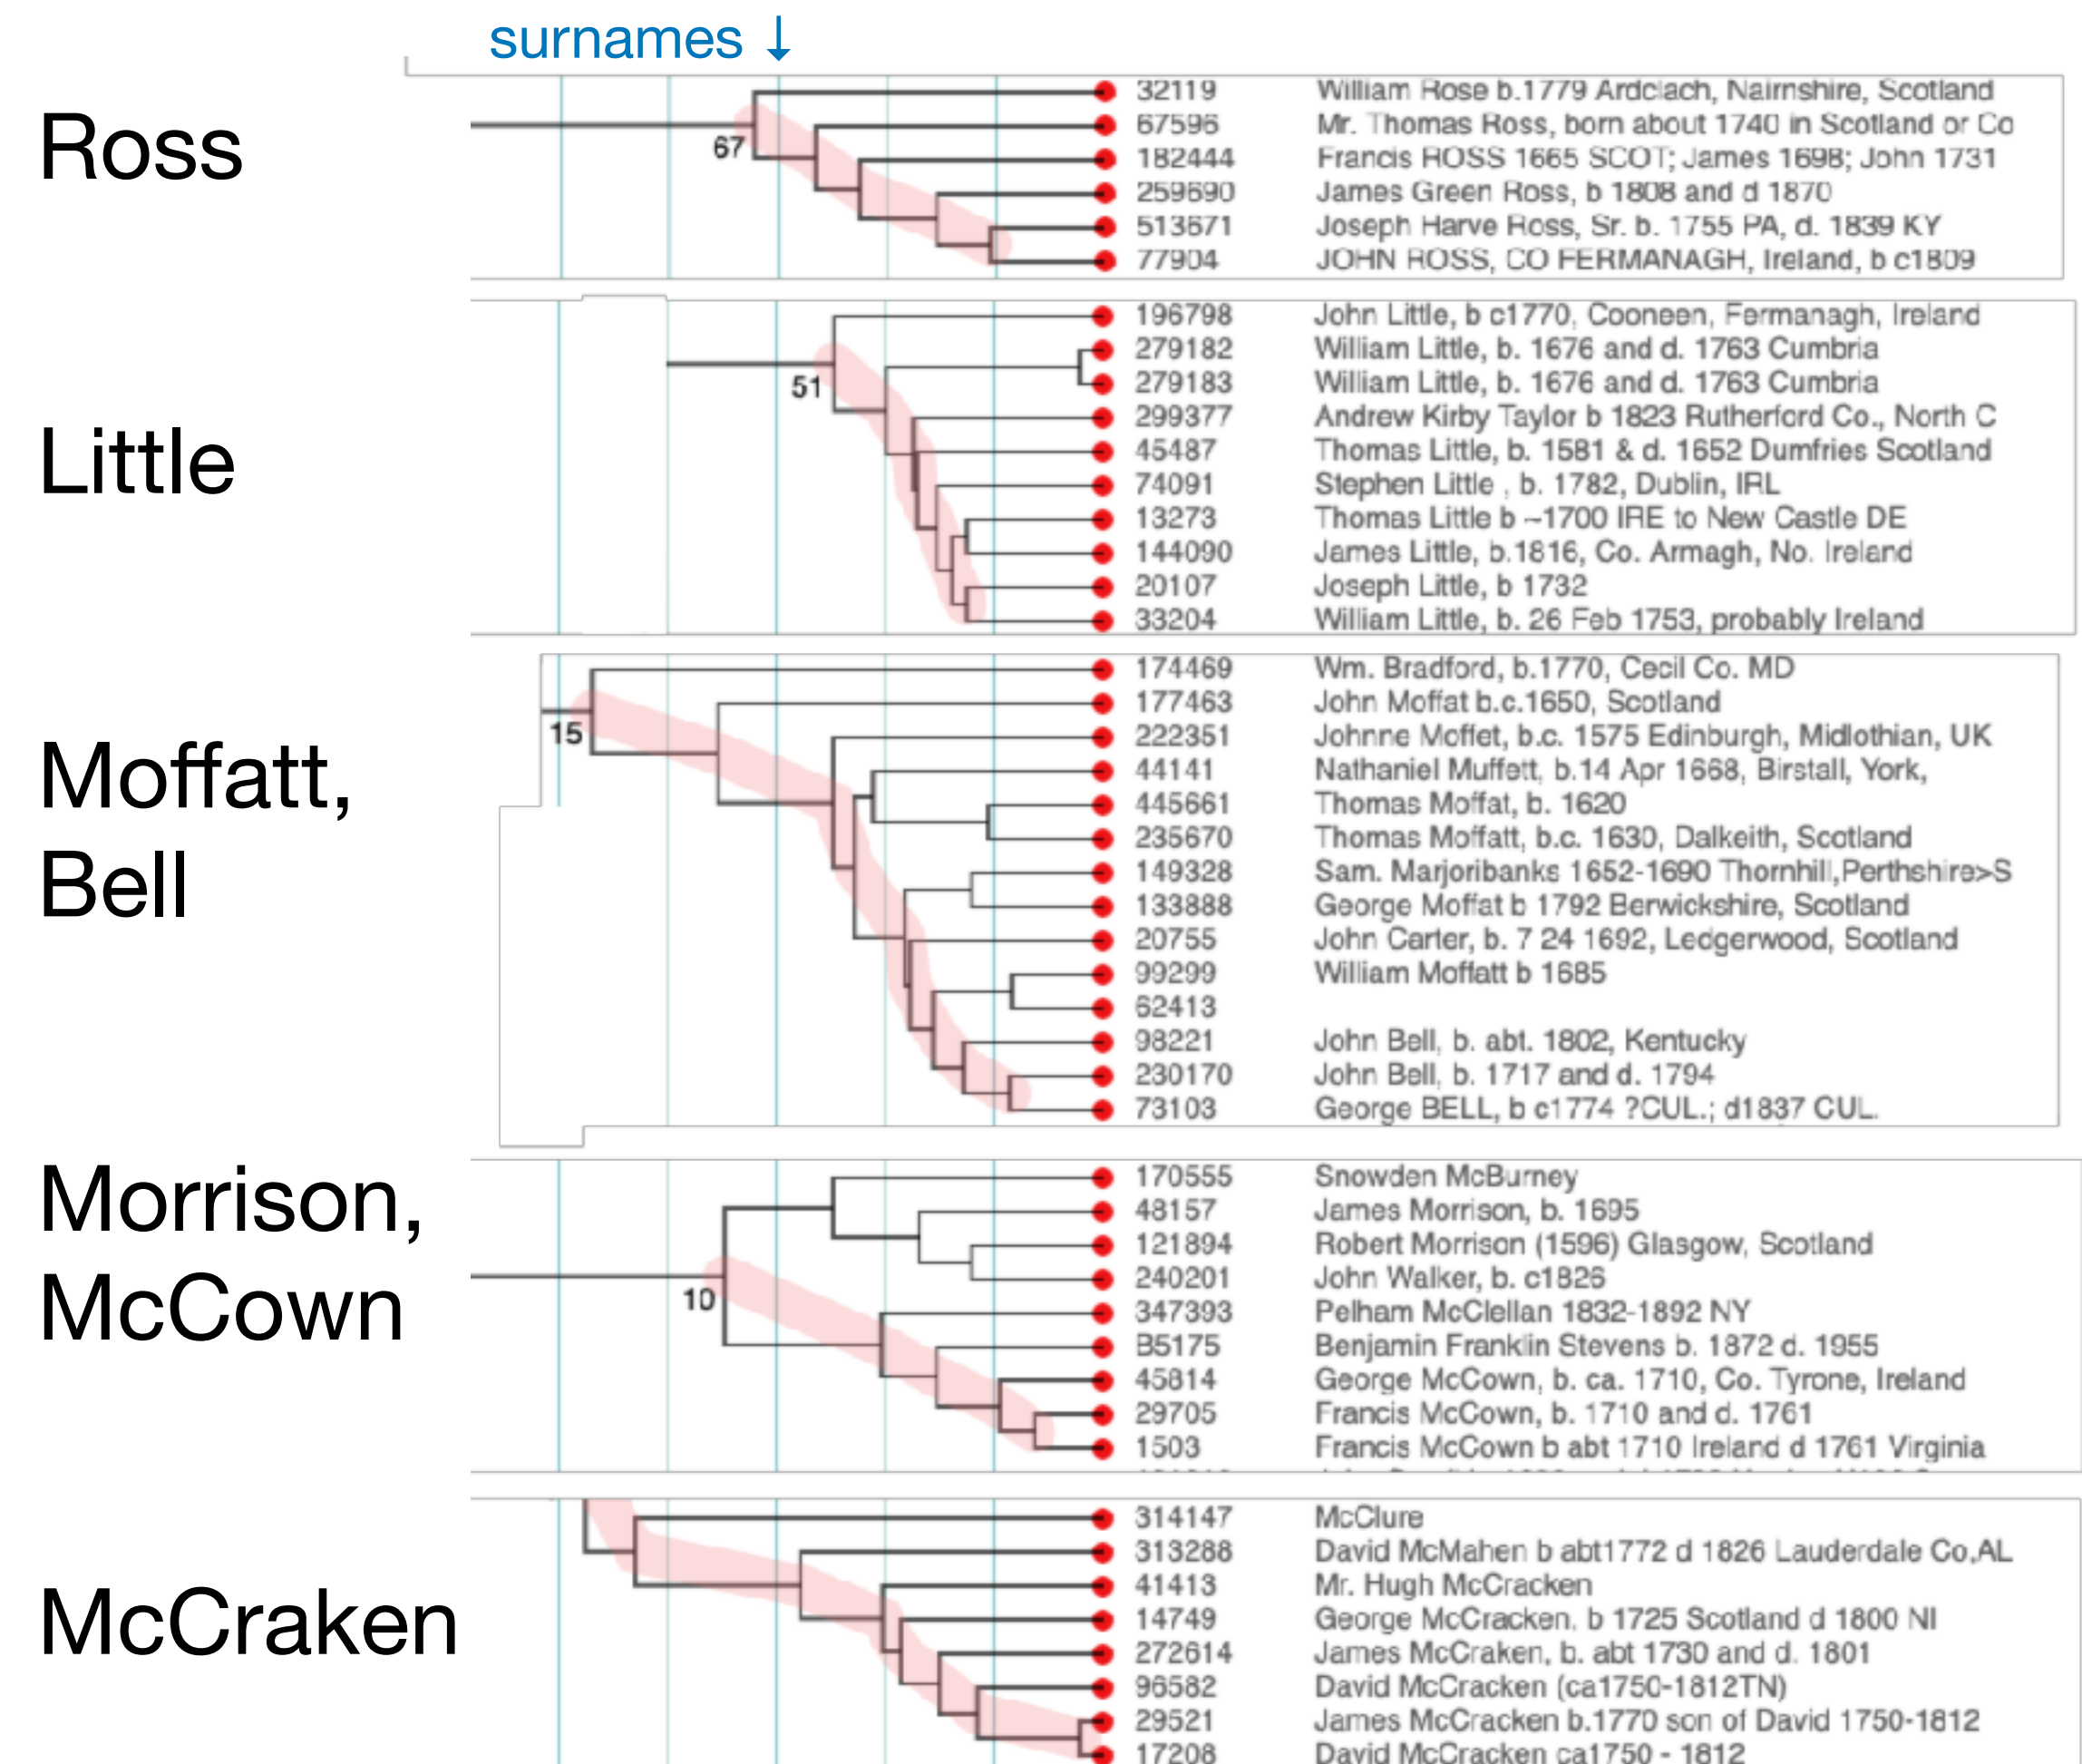 surnames ↓
Ross
67
32119 William Rose b.1779 Ardclach, Nairnshire, Scotland
67596 Mr. Thomas Ross, born about 1740 in Scotland or Co
182444 Francis ROSS 1665 SCOT; James 1698; John 1731
259690 James Green Ross, b 1808 and d 1870
513671 Joseph Harve Ross, Sr. b. 1755 PA, d. 1839 KY
77904 JOHN ROSS, CO FERMANAGH, Ireland, b c1809
Little
51
196798 John Little, b c1770, Cooneen, Fermanagh, Ireland
279182 William Little, b. 1676 and d. 1763 Cumbria
279183 William Little, b. 1676 and d. 1763 Cumbria
299377 Andrew Kirby Taylor b 1823 Rutherford Co., North C
45487 Thomas Little, b. 1581 & d. 1652 Dumfries Scotland
74091 Stephen Little , b. 1782, Dublin, IRL
13273 Thomas Little b ~1700 IRE to New Castle DE
144090 James Little, b.1816, Co. Armagh, No. Ireland
20107 Joseph Little, b 1732
33204 William Little, b. 26 Feb 1753, probably Ireland
Moffatt,
Bell
15
174469 Wm. Bradford, b.1770, Cecil Co. MD
177463 John Moffat b.c.1650, Scotland
222351 Johnne Moffet, b.c. 1575 Edinburgh, Midlothian, UK
44141 Nathaniel Muffett, b.14 Apr 1668, Birstall, York,
445661 Thomas Moffat, b. 1620
235670 Thomas Moffatt, b.c. 1630, Dalkeith, Scotland
149328 Sam. Marjoribanks 1652-1690 Thornhill,Perthshire>S
133888 George Moffat b 1792 Berwickshire, Scotland
20755 John Carter, b. 7 24 1692, Ledgerwood, Scotland
99299 William Moffatt b 1685
62413
98221 John Bell, b. abt. 1802, Kentucky
230170 John Bell, b. 1717 and d. 1794
73103 George BELL, b c1774 ?CUL.; d1837 CUL.
Morrison,
McCown
10
170555 Snowden McBurney
48157 James Morrison, b. 1695
121894 Robert Morrison (1596) Glasgow, Scotland
240201 John Walker, b. c1826
347393 Pelham McClellan 1832-1892 NY
B5175 Benjamin Franklin Stevens b. 1872 d. 1955
45814 George McCown, b. ca. 1710, Co. Tyrone, Ireland
29705 Francis McCown, b. 1710 and d. 1761
1503 Francis McCown b abt 1710 Ireland d 1761 Virginia
McCraken
314147 McClure
313288 David McMahen b abt1772 d 1826 Lauderdale Co,AL
41413 Mr. Hugh McCracken
14749 George McCracken, b 1725 Scotland d 1800 NI
272614 James McCraken, b. abt 1730 and d. 1801
96582 David McCracken (ca1750-1812TN)
29521 James McCracken b.1770 son of David 1750-1812
17208 David McCracken ca1750 - 1812